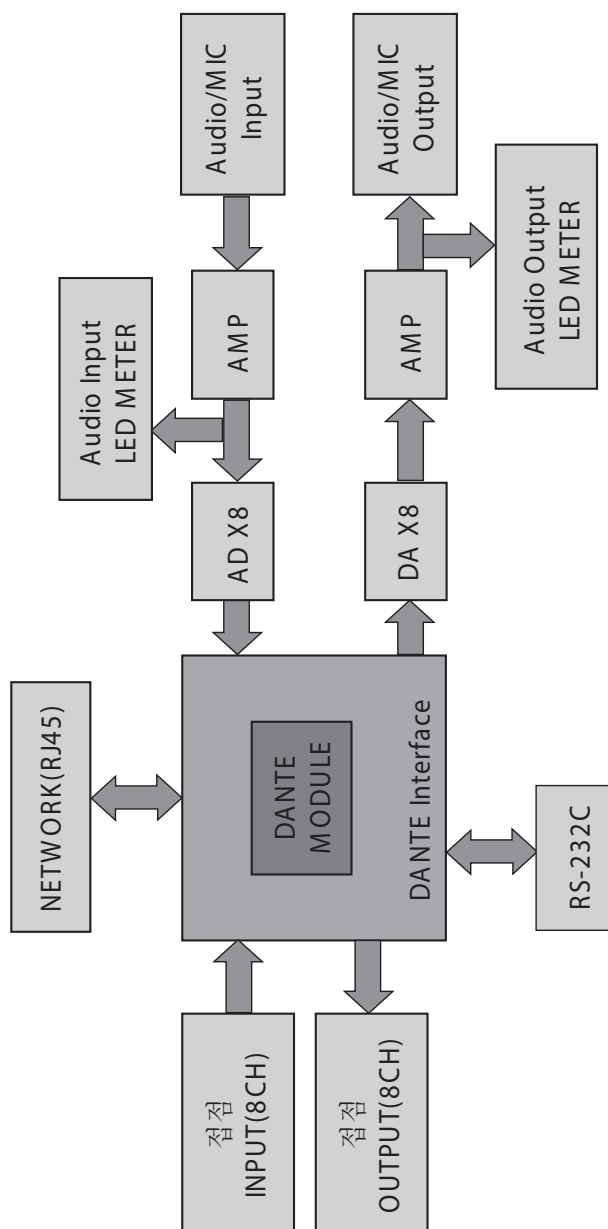 NETWORK(RJ45)
Audio Input
LED METER
접점
INPUT(8CH)
DANTE
MODULE
DANTE Interface
AD X8
AMP
Audio/MIC
Input
접점
OUTPUT(8CH)
DA X8
AMP
Audio/MIC
Output
RS-232C
Audio Output
LED METER